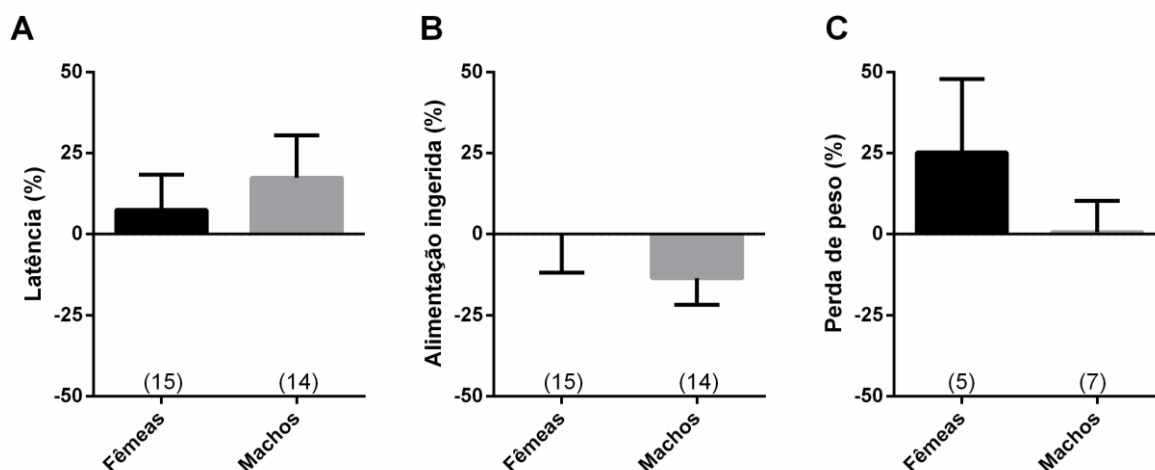 A
Latência (%)
50
25
0
-25
-50
(15)
(14)
Fêmeas
Machos
B
Alimentação ingerida (%)
50
25
0
-25
-50
(15)
(14)
Fêmeas
Machos
C
Perda de peso (%)
50
25
0
-25
-50
(5)
(7)
Fêmeas
Machos